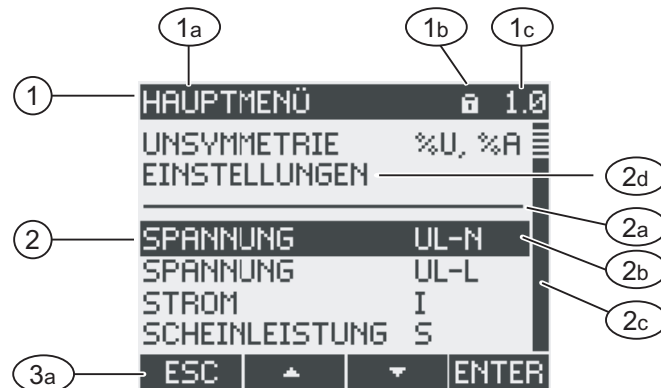 1a 1b 1c
1 HAUPTMENÜ 1.0
UNSYMMETRIE %U, %A
EINSTELLUNGEN 2d
2a
2 SPANNUNG UL-N
2b
SPANNUNG UL-L
STROM I
2c
SCHEINLEISTUNG S
3a ESC ENTER